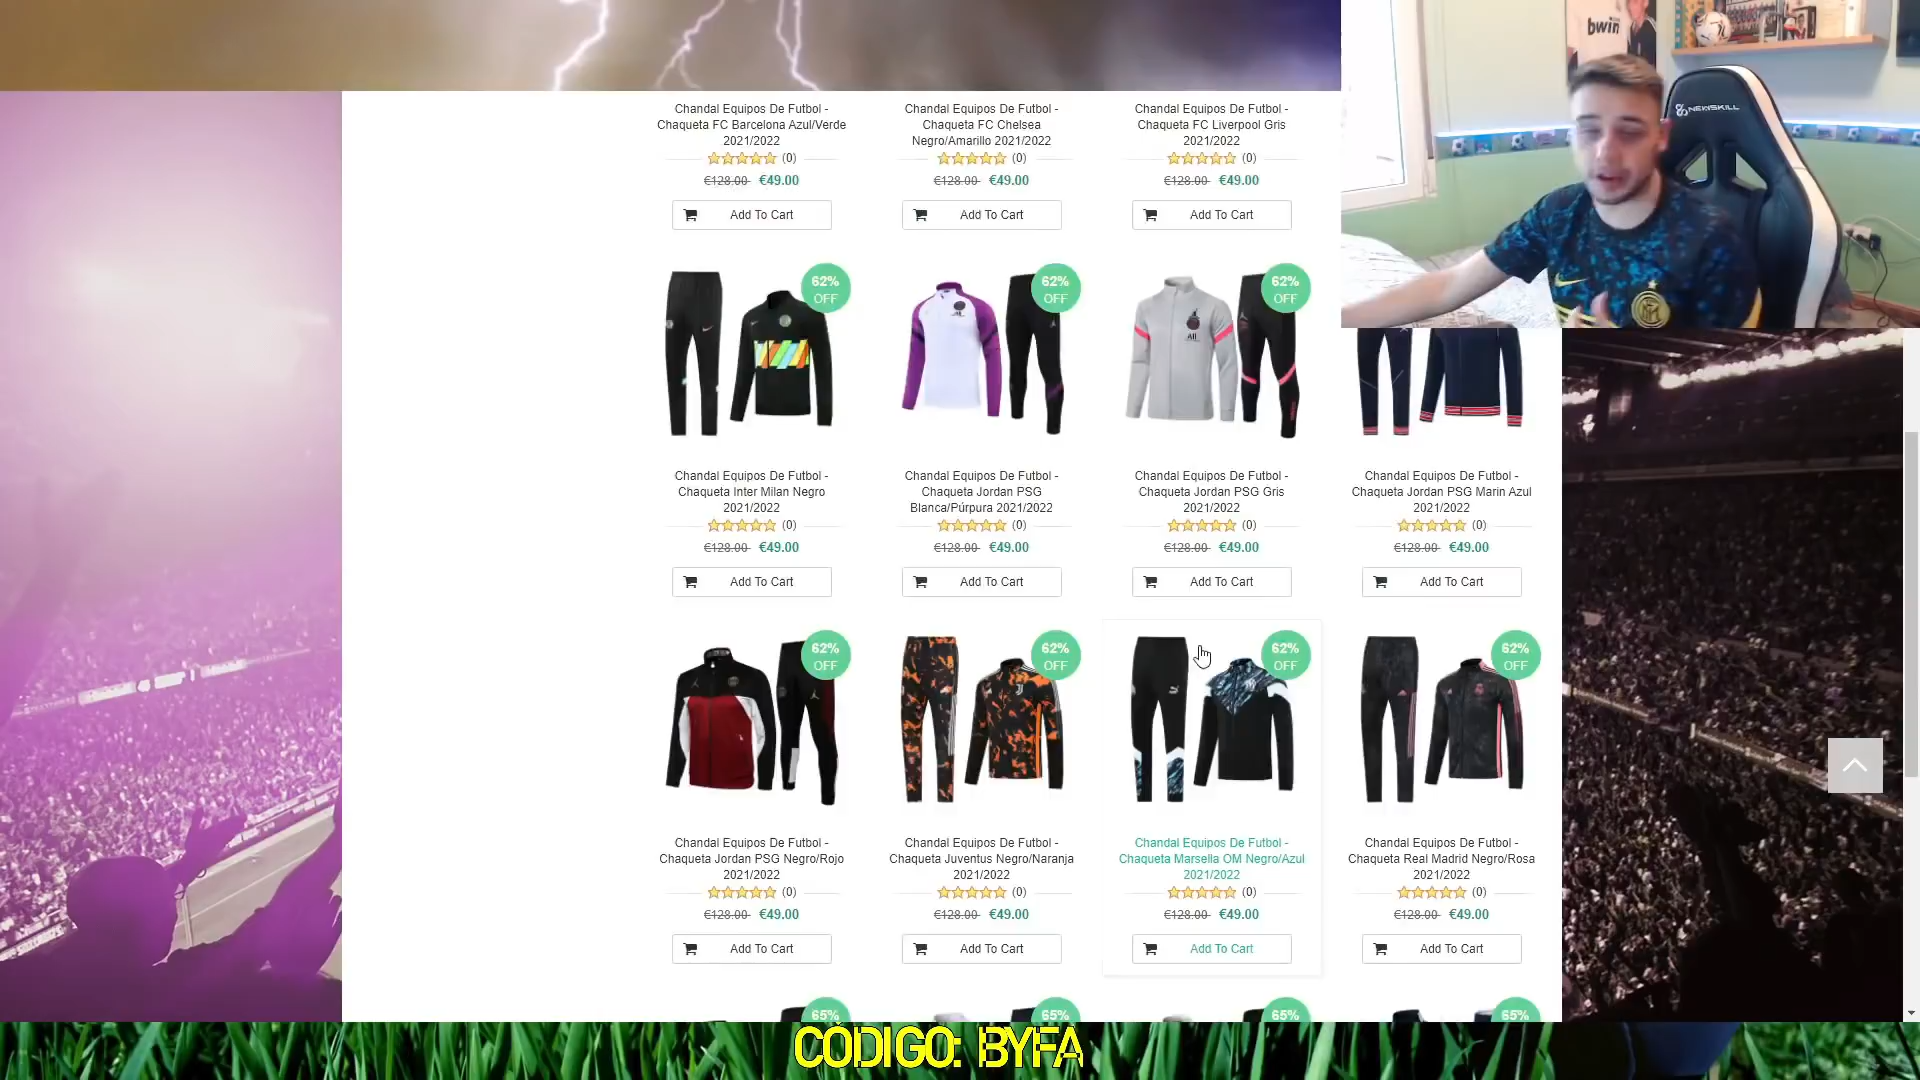 bwin
NEWSKILL
Chandal Equipos De Futbol -
Chaqueta FC Barcelona Azul/Verde
2021/2022
(0)
€128.00 €49.00
Add To Cart
Chandal Equipos De Futbol -
Chaqueta FC Chelsea
Negro/Amarillo 2021/2022
(0)
€128.00 €49.00
Add To Cart
Chandal Equipos De Futbol -
Chaqueta FC Liverpool Gris
2021/2022
(0)
€128.00 €49.00
Add To Cart
62%
OFF
Chandal Equipos De Futbol -
Chaqueta Inter Milan Negro
2021/2022
(0)
€128.00 €49.00
Add To Cart
62%
OFF
Chandal Equipos De Futbol -
Chaqueta Jordan PSG
Blanca/Púrpura 2021/2022
(0)
€128.00 €49.00
Add To Cart
62%
OFF
Chandal Equipos De Futbol -
Chaqueta Jordan PSG Gris
2021/2022
(0)
€128.00 €49.00
Add To Cart
Chandal Equipos De Futbol -
Chaqueta Jordan PSG Marin Azul
2021/2022
(0)
€128.00 €49.00
Add To Cart
62%
OFF
Chandal Equipos De Futbol -
Chaqueta Jordan PSG Negro/Rojo
2021/2022
(0)
€128.00 €49.00
Add To Cart
62%
OFF
Chandal Equipos De Futbol -
Chaqueta Juventus Negro/Naranja
2021/2022
(0)
€128.00 €49.00
Add To Cart
62%
OFF
Chandal Equipos De Futbol -
Chaqueta Marsella OM Negro/Azul
2021/2022
(0)
€128.00 €49.00
Add To Cart
62%
OFF
Chandal Equipos De Futbol -
Chaqueta Real Madrid Negro/Rosa
2021/2022
(0)
€128.00 €49.00
Add To Cart
65%
65%
65%
65%
CÓDIGO: BYFA